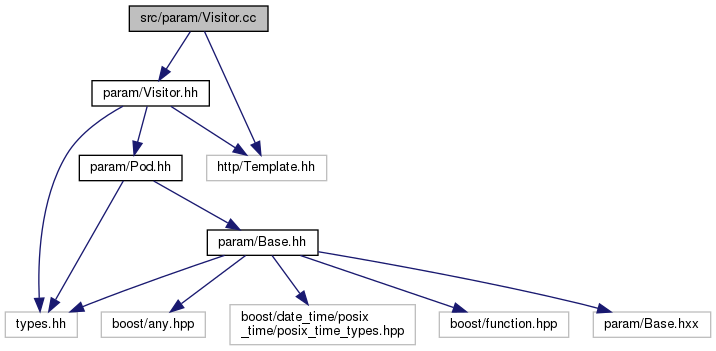 src/param/Visitor.cc
param/Visitor.hh
param/Pod.hh
http/Template.hh
param/Base.hh
types.hh
boost/any.hpp
boost/date_time/posix
_time/posix_time_types.hpp
boost/function.hpp
param/Base.hxx